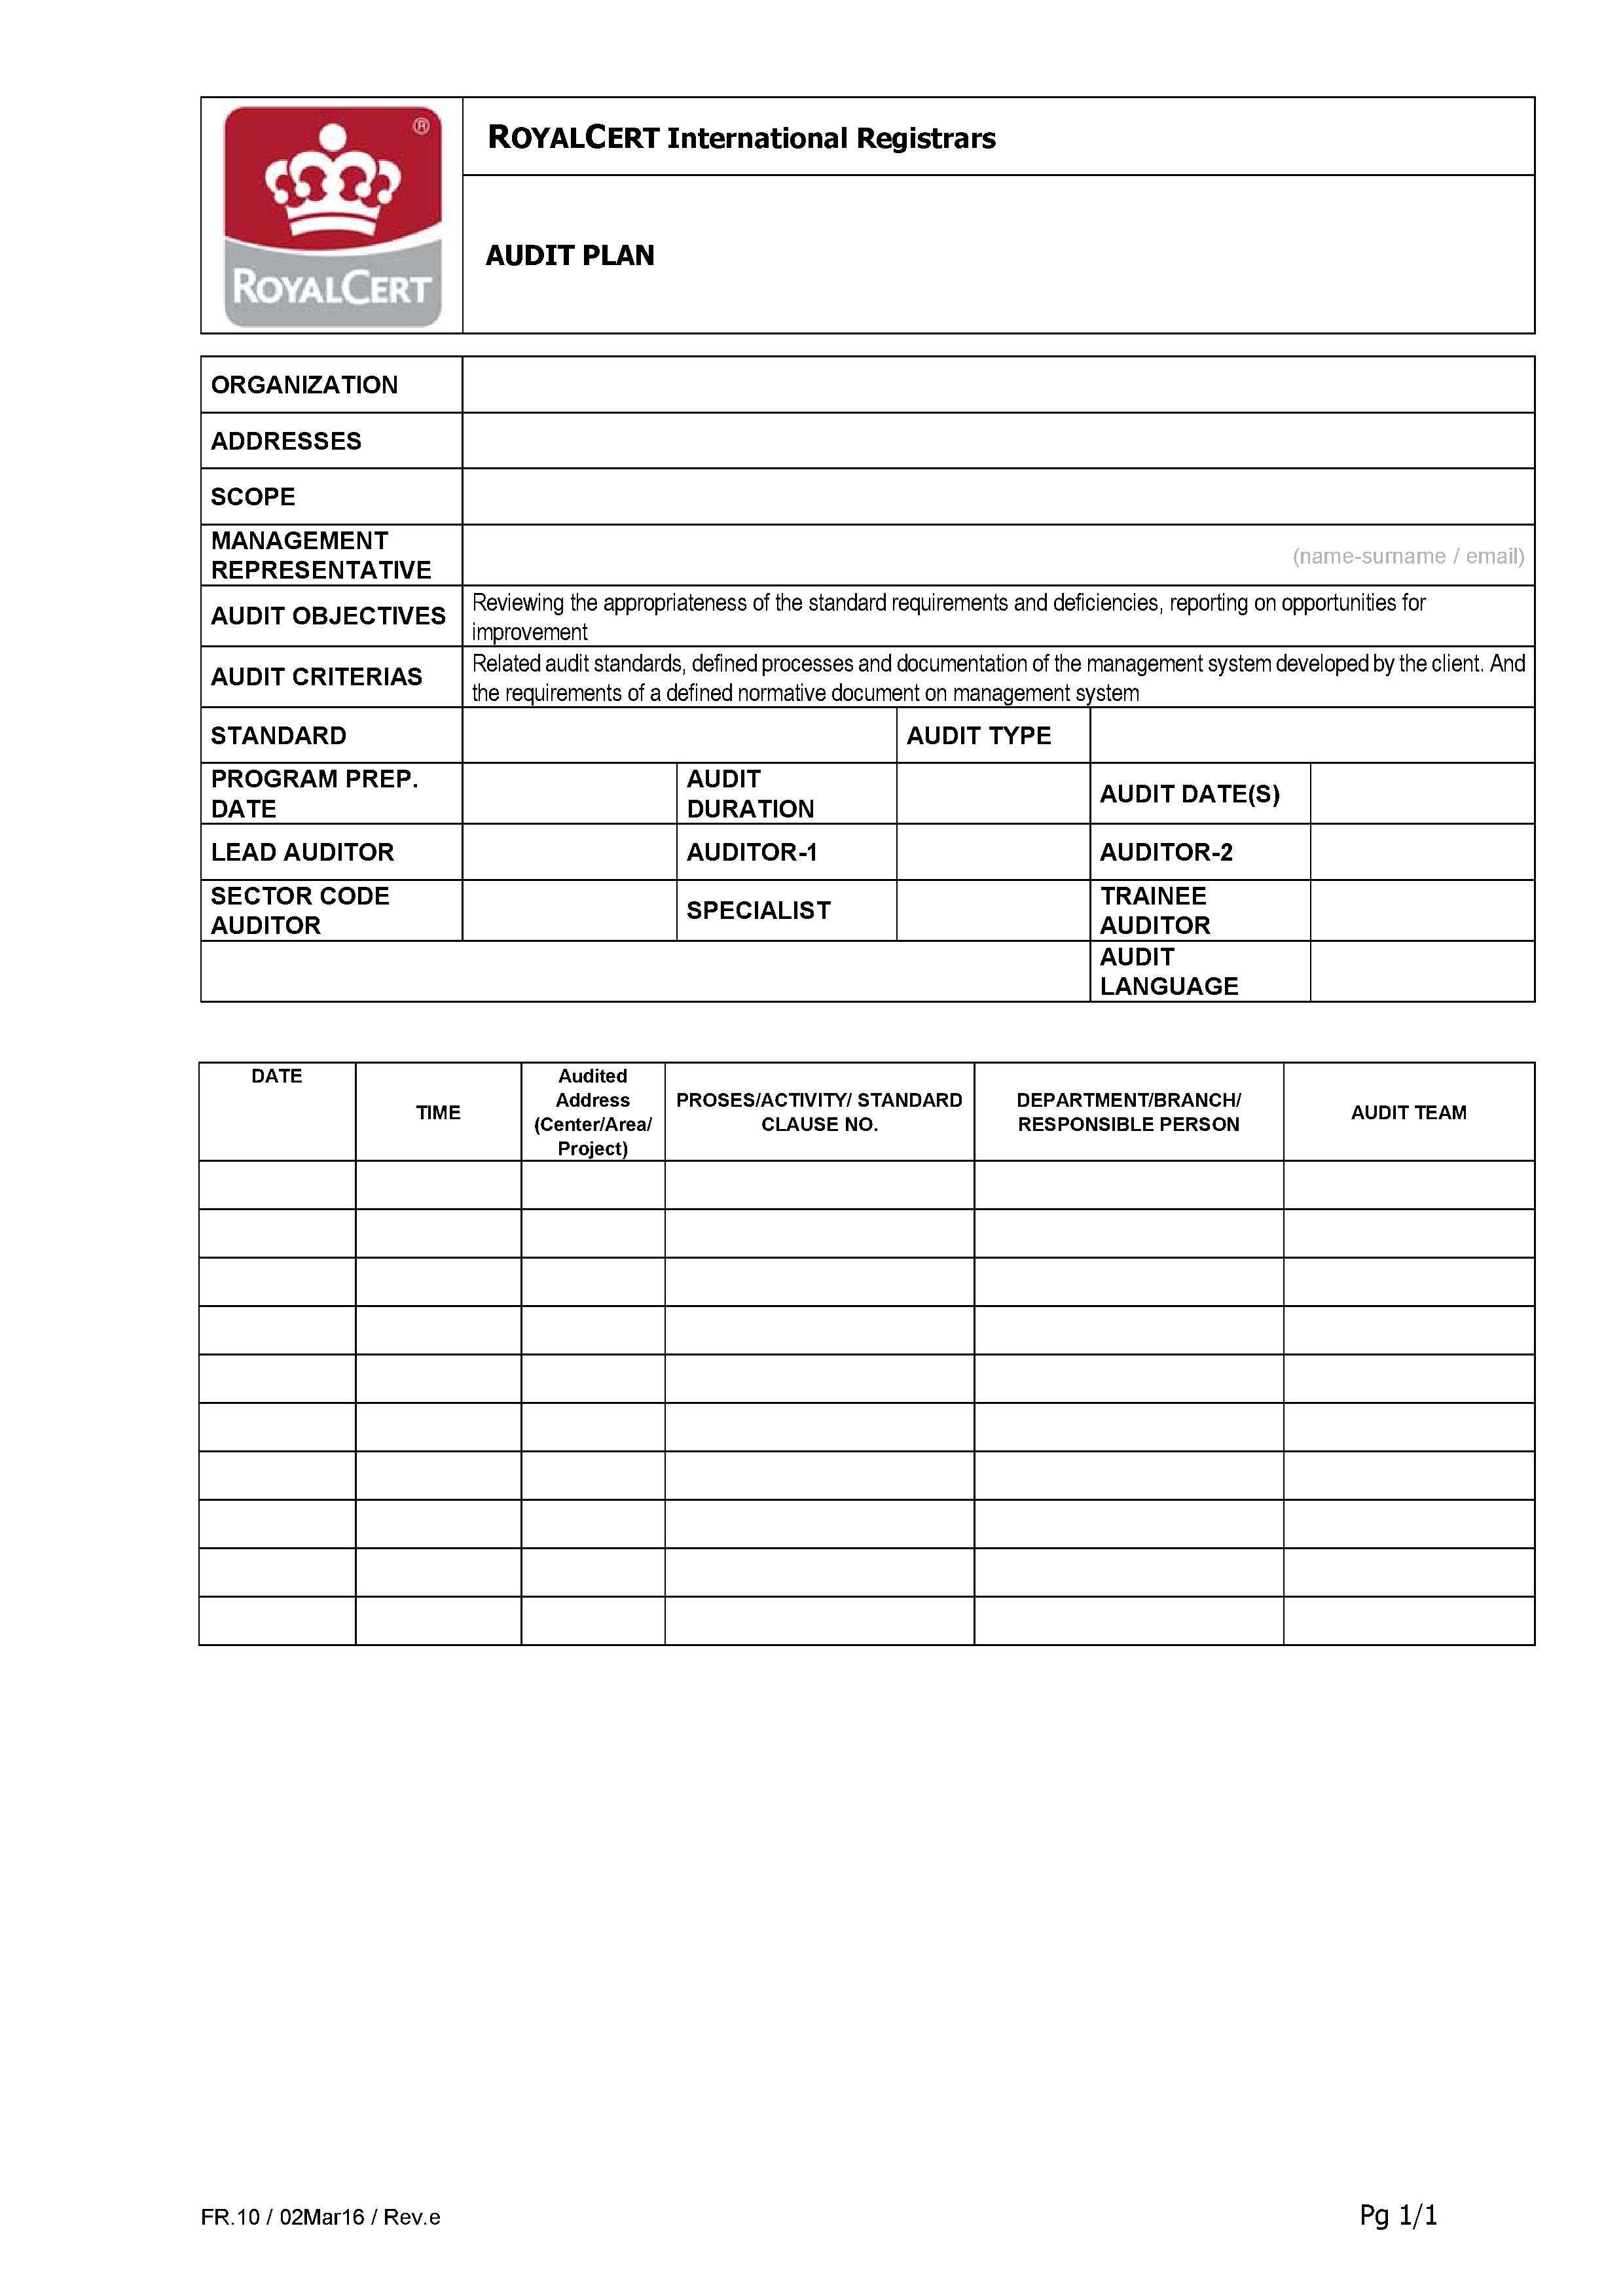 ®
ROYALCERT
ROYALCERT International Registrars
AUDIT PLAN
ORGANIZATION
ADDRESSES
SCOPE
MANAGEMENT
REPRESENTATIVE
(name-surname / email)
AUDIT OBJECTIVES
Reviewing the appropriateness of the standard requirements and deficiencies, reporting on opportunities for
improvement
AUDIT CRITERIAS
Related audit standards, defined processes and documentation of the management system developed by the client. And
the requirements of a defined normative document on management system
STANDARD
AUDIT TYPE
PROGRAM PREP.
DATE
AUDIT
DURATION
AUDIT DATE(S)
LEAD AUDITOR
AUDITOR-1
AUDITOR-2
SECTOR CODE
AUDITOR
SPECIALIST
TRAINEE
AUDITOR
AUDIT
LANGUAGE
DATE
TIME
Audited
Address
(Center/Area/
Project)
PROSES/ACTIVITY/ STANDARD
CLAUSE NO.
DEPARTMENT/BRANCH/
RESPONSIBLE PERSON
AUDIT TEAM
FR.10 / 02Mar16 / Rev.e
Pg 1/1